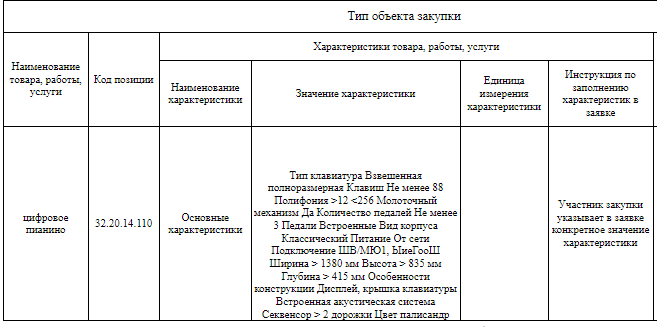 Тип объекта закупки
Наименование
товара, работы,
услуги
Код позиции
Характеристики товара, работы, услуги
Наименование
характеристики
Значение характеристики
Единица
измерения
характеристики
Инструкция по
заполнению
характеристик в
заявке
цифровое
пианино
32.20.14.110
Основные
характеристики
Тип клавиатура Взвешенная
полноразмерная Клавиш Не менее 88
Полифония >12 <256 Молоточный
механизм Да Количество педалей Не менее
3 Педали Встроенные Вид корпуса
Классический Питание От сети
Подключение ШВ/МЮ1, ЫиеГооШ
Ширина > 1380 мм Высота > 835 мм
Глубина > 415 мм Особенности
конструкции Дисплей, крышка клавиатуры
Встроенная акустическая система
Секвенсор > 2 дорожки Цвет палисандр
Участник закупки
указывает в заявке
конкретное значение
характеристики